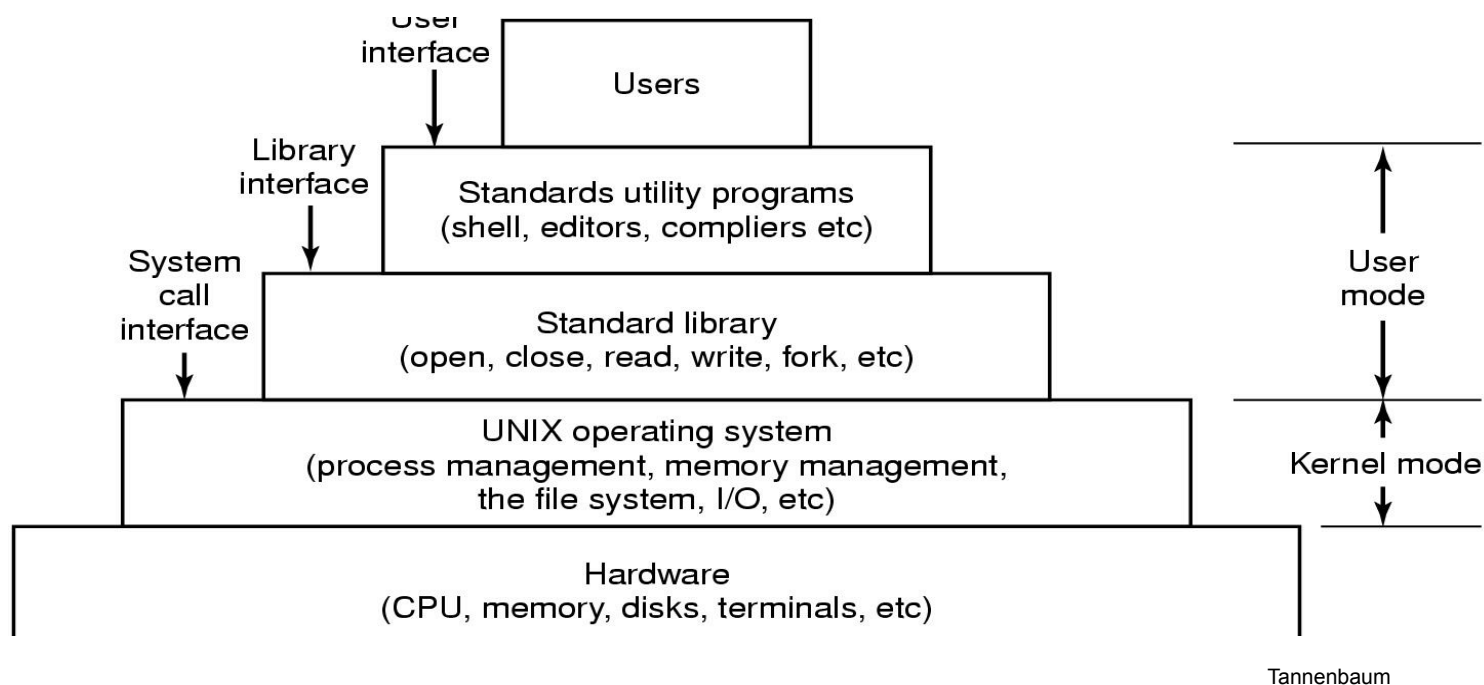 User
interface
Users
Library
interface
Standards utility programs
(shell, editors, compliers etc)
System
call
interface
User
mode
Standard library
(open, close, read, write, fork, etc)
UNIX operating system
(process management, memory management,
the file system, I/O, etc)
Kernel mode
Hardware
(CPU, memory, disks, terminals, etc)
Tannenbaum